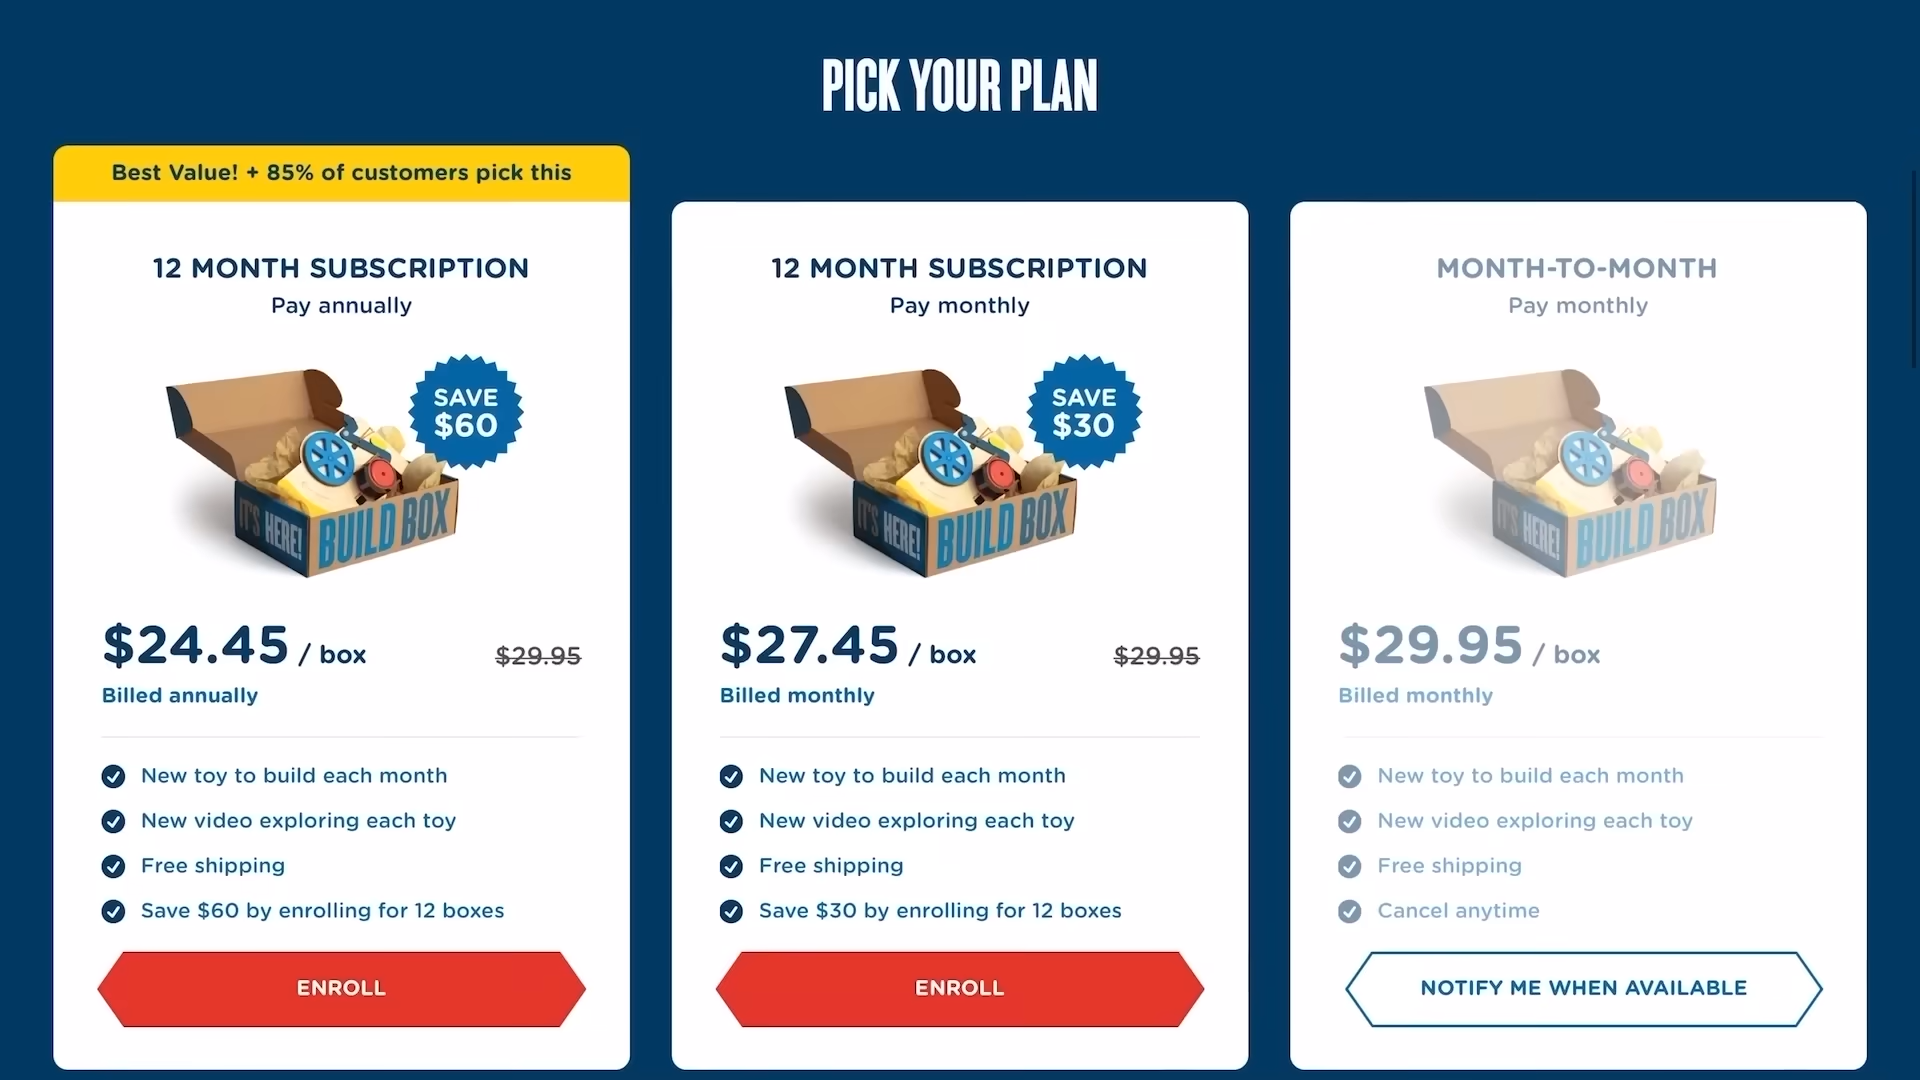 PICK YOUR PLAN
Best Value! + 85% of customers pick this
12 MONTH SUBSCRIPTION
Pay annually
SAVE
$60
IT'S HERE!
BUILD BOX
$24.45 / box
$29.95
Billed annually
New toy to build each month
New video exploring each toy
Free shipping
Save $60 by enrolling for 12 boxes
ENROLL
12 MONTH SUBSCRIPTION
Pay monthly
SAVE
$30
IT'S HERE!
BUILD BOX
$27.45 / box
$29.95
Billed monthly
New toy to build each month
New video exploring each toy
Free shipping
Save $30 by enrolling for 12 boxes
ENROLL
MONTH-TO-MONTH
Pay monthly
IT'S HERE!
BUILD BOX
$29.95 / box
Billed monthly
New toy to build each month
New video exploring each toy
Free shipping
Cancel anytime
NOTIFY ME WHEN AVAILABLE